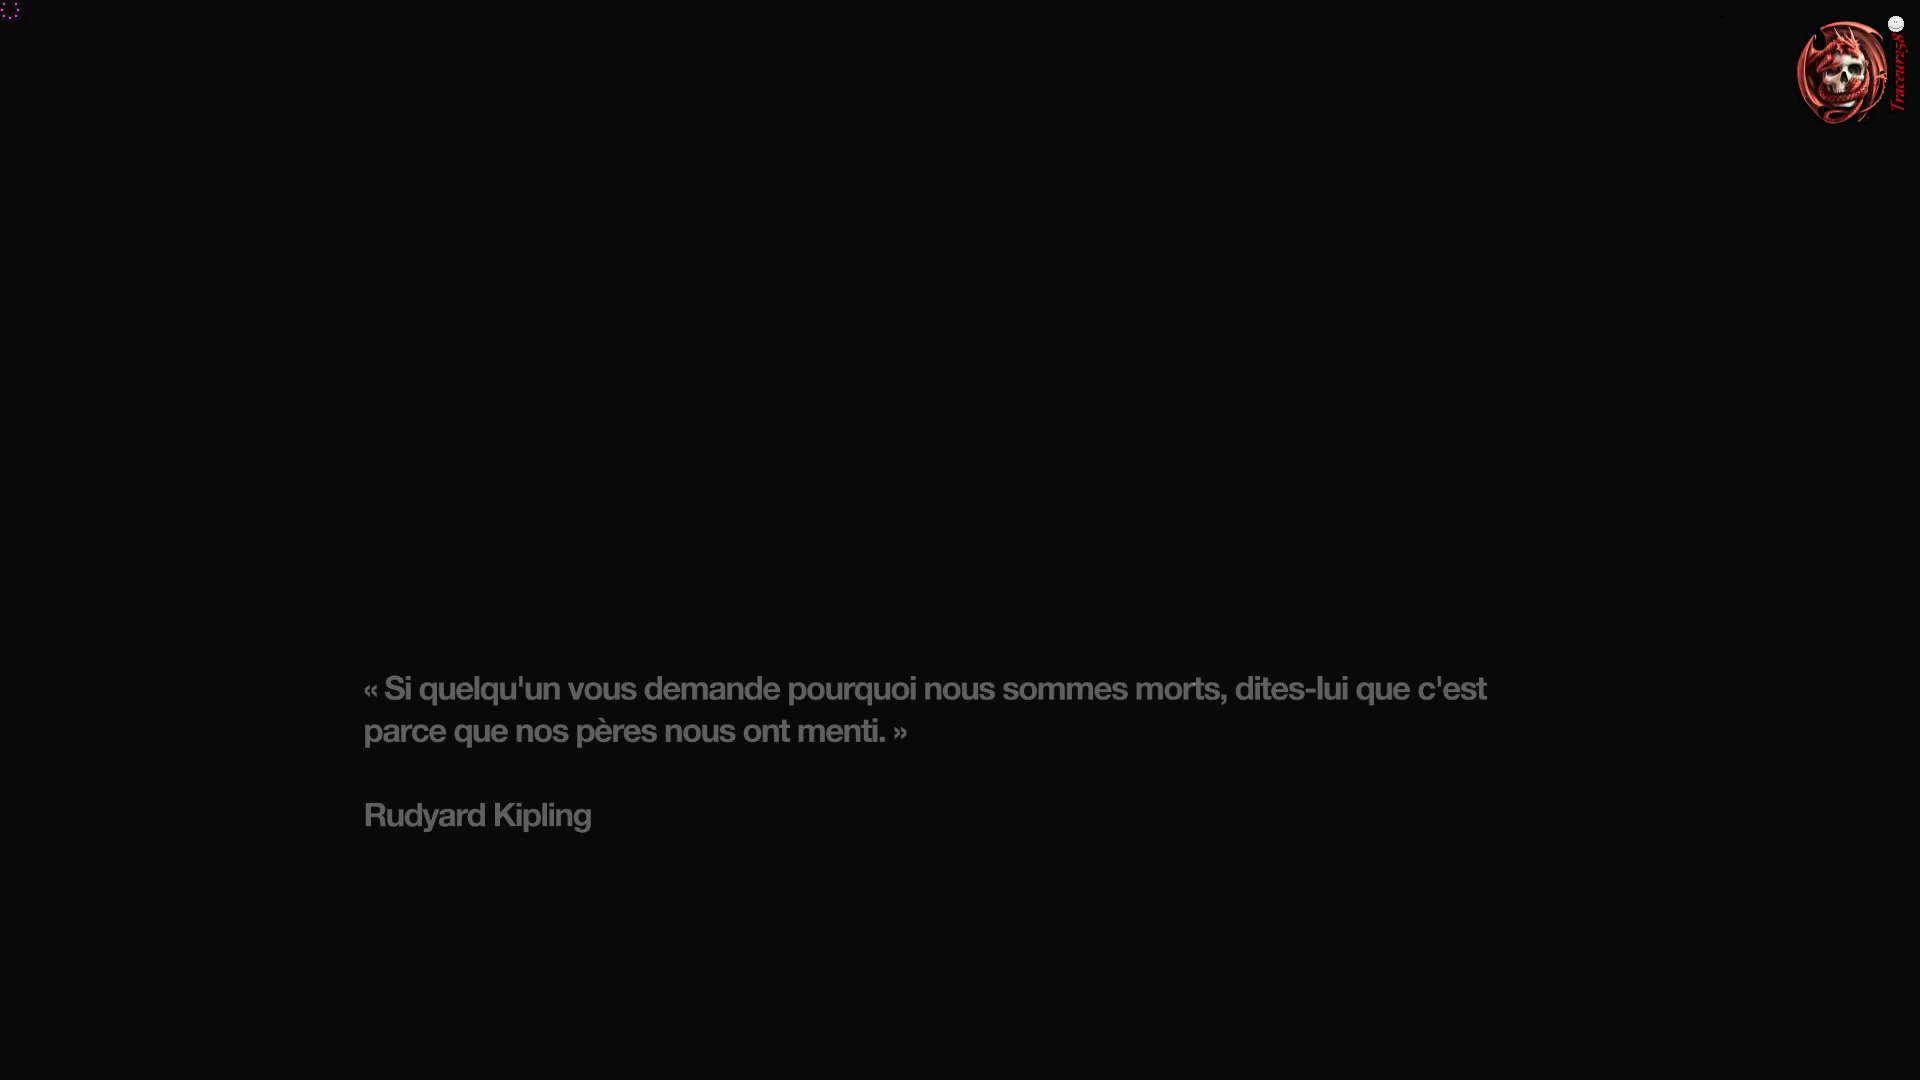 Traceur258
« Si quelqu'un vous demande pourquoi nous sommes morts, dites-lui que c'est
parce que nos pères nous ont menti. »
Rudyard Kipling